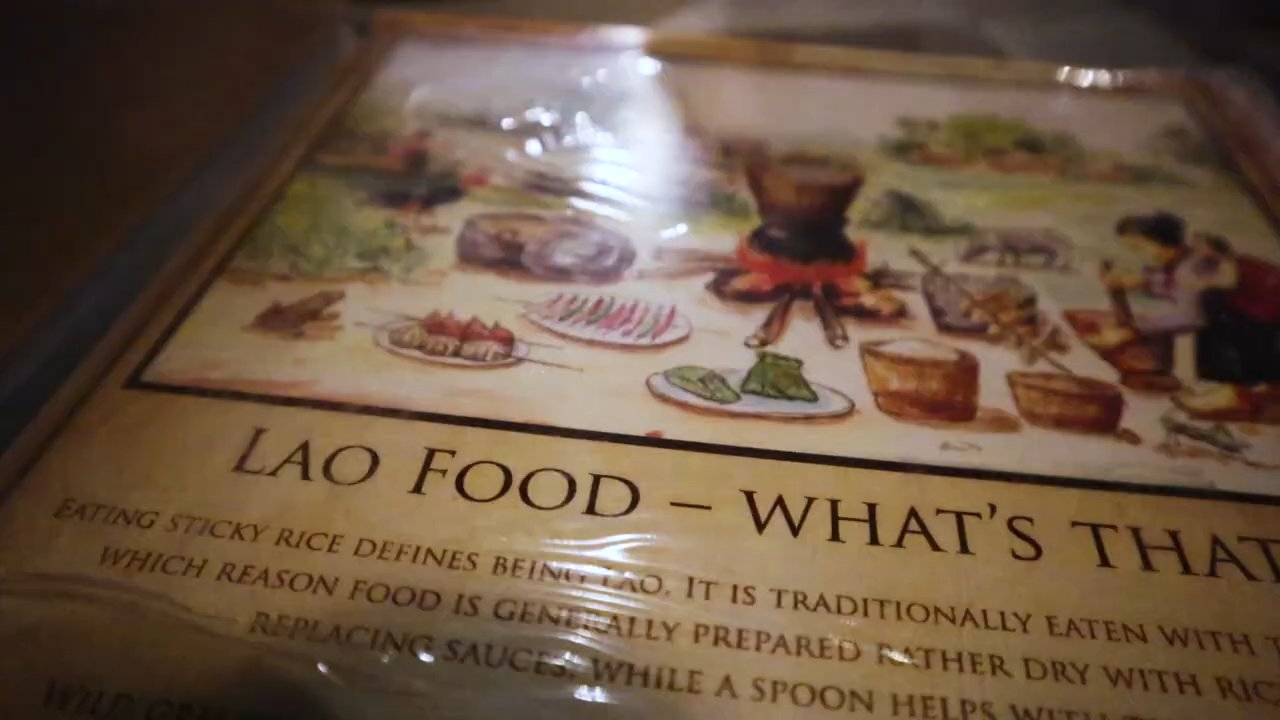 LAO FOOD – WHAT'S THAT
EATING STICKY RICE DEFINES BEING LAO. IT IS TRADITIONALLY EATEN WITH
WHICH REASON FOOD IS GENERALLY PREPARED RATHER DRY WITH RIC
REPLACING SAUCES. WHILE A SPOON HELPS WITH
WILD